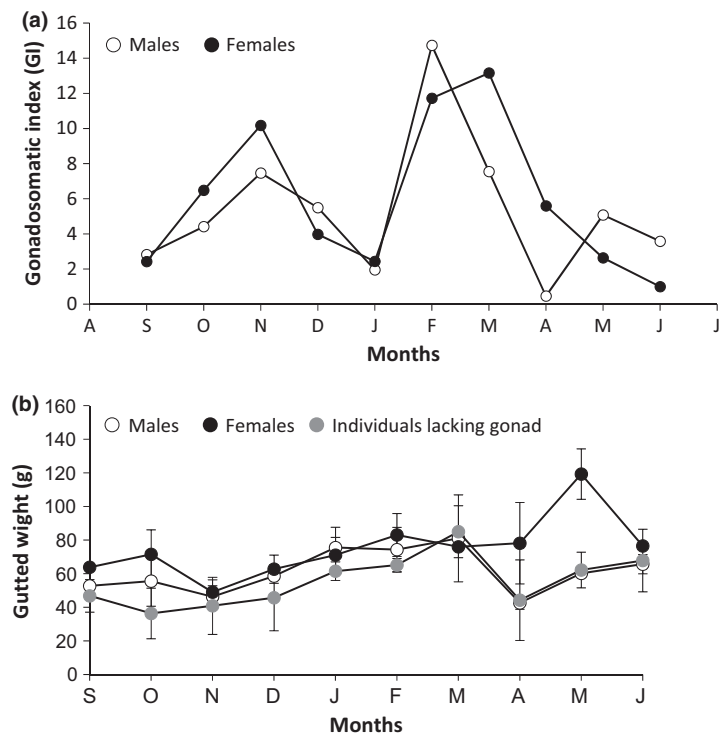 (a)
16
14
12
10
8
6
4
2
0
Gonadosomatic index (GI)
Males Females
A S O N D J F M A M J J
Months
(b)
160
140
120
100
80
60
40
20
0
Gutted wight (g)
Males Females Individuals lacking gonad
S O N D J F M A M J
Months